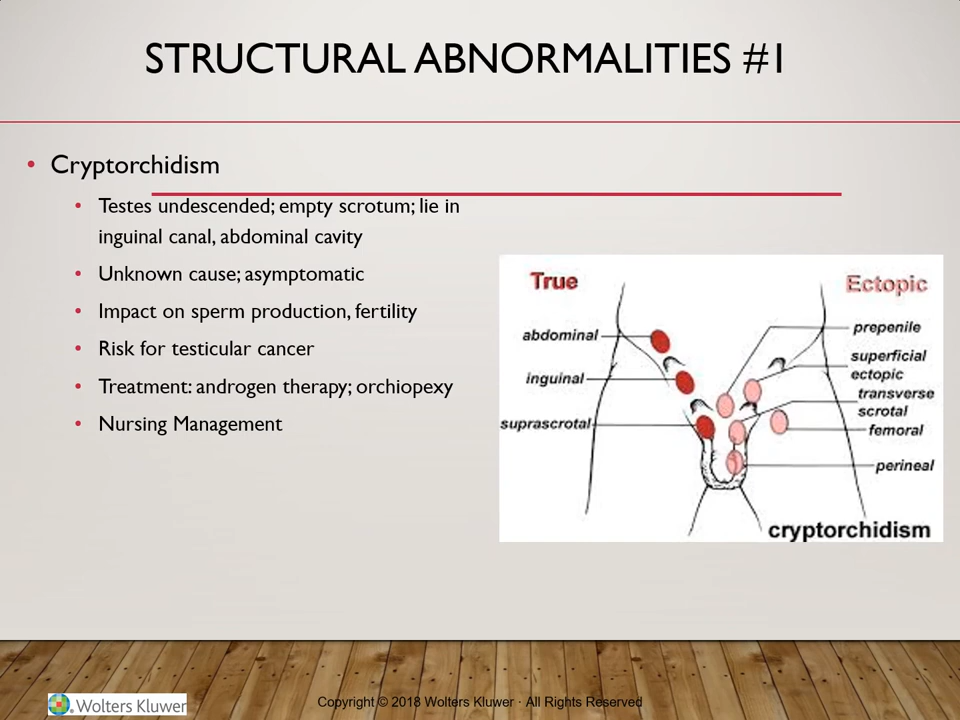 STRUCTURAL ABNORMALITIES #1
• Cryptorchidism
• Testes undescended; empty scrotum; lie in
inguinal canal, abdominal cavity
• Unknown cause; asymptomatic
• Impact on sperm production, fertility
• Risk for testicular cancer
• Treatment: androgen therapy; orchiopexy
• Nursing Management
True
Ectopic
abdominal
inguinal
suprascrotal
prepenile
superficial
ectopic
transverse
scrotal
femoral
perineal
cryptorchidism
Wolters Kluwer
Copyright © 2018 Wolters Kluwer · All Rights Reserved